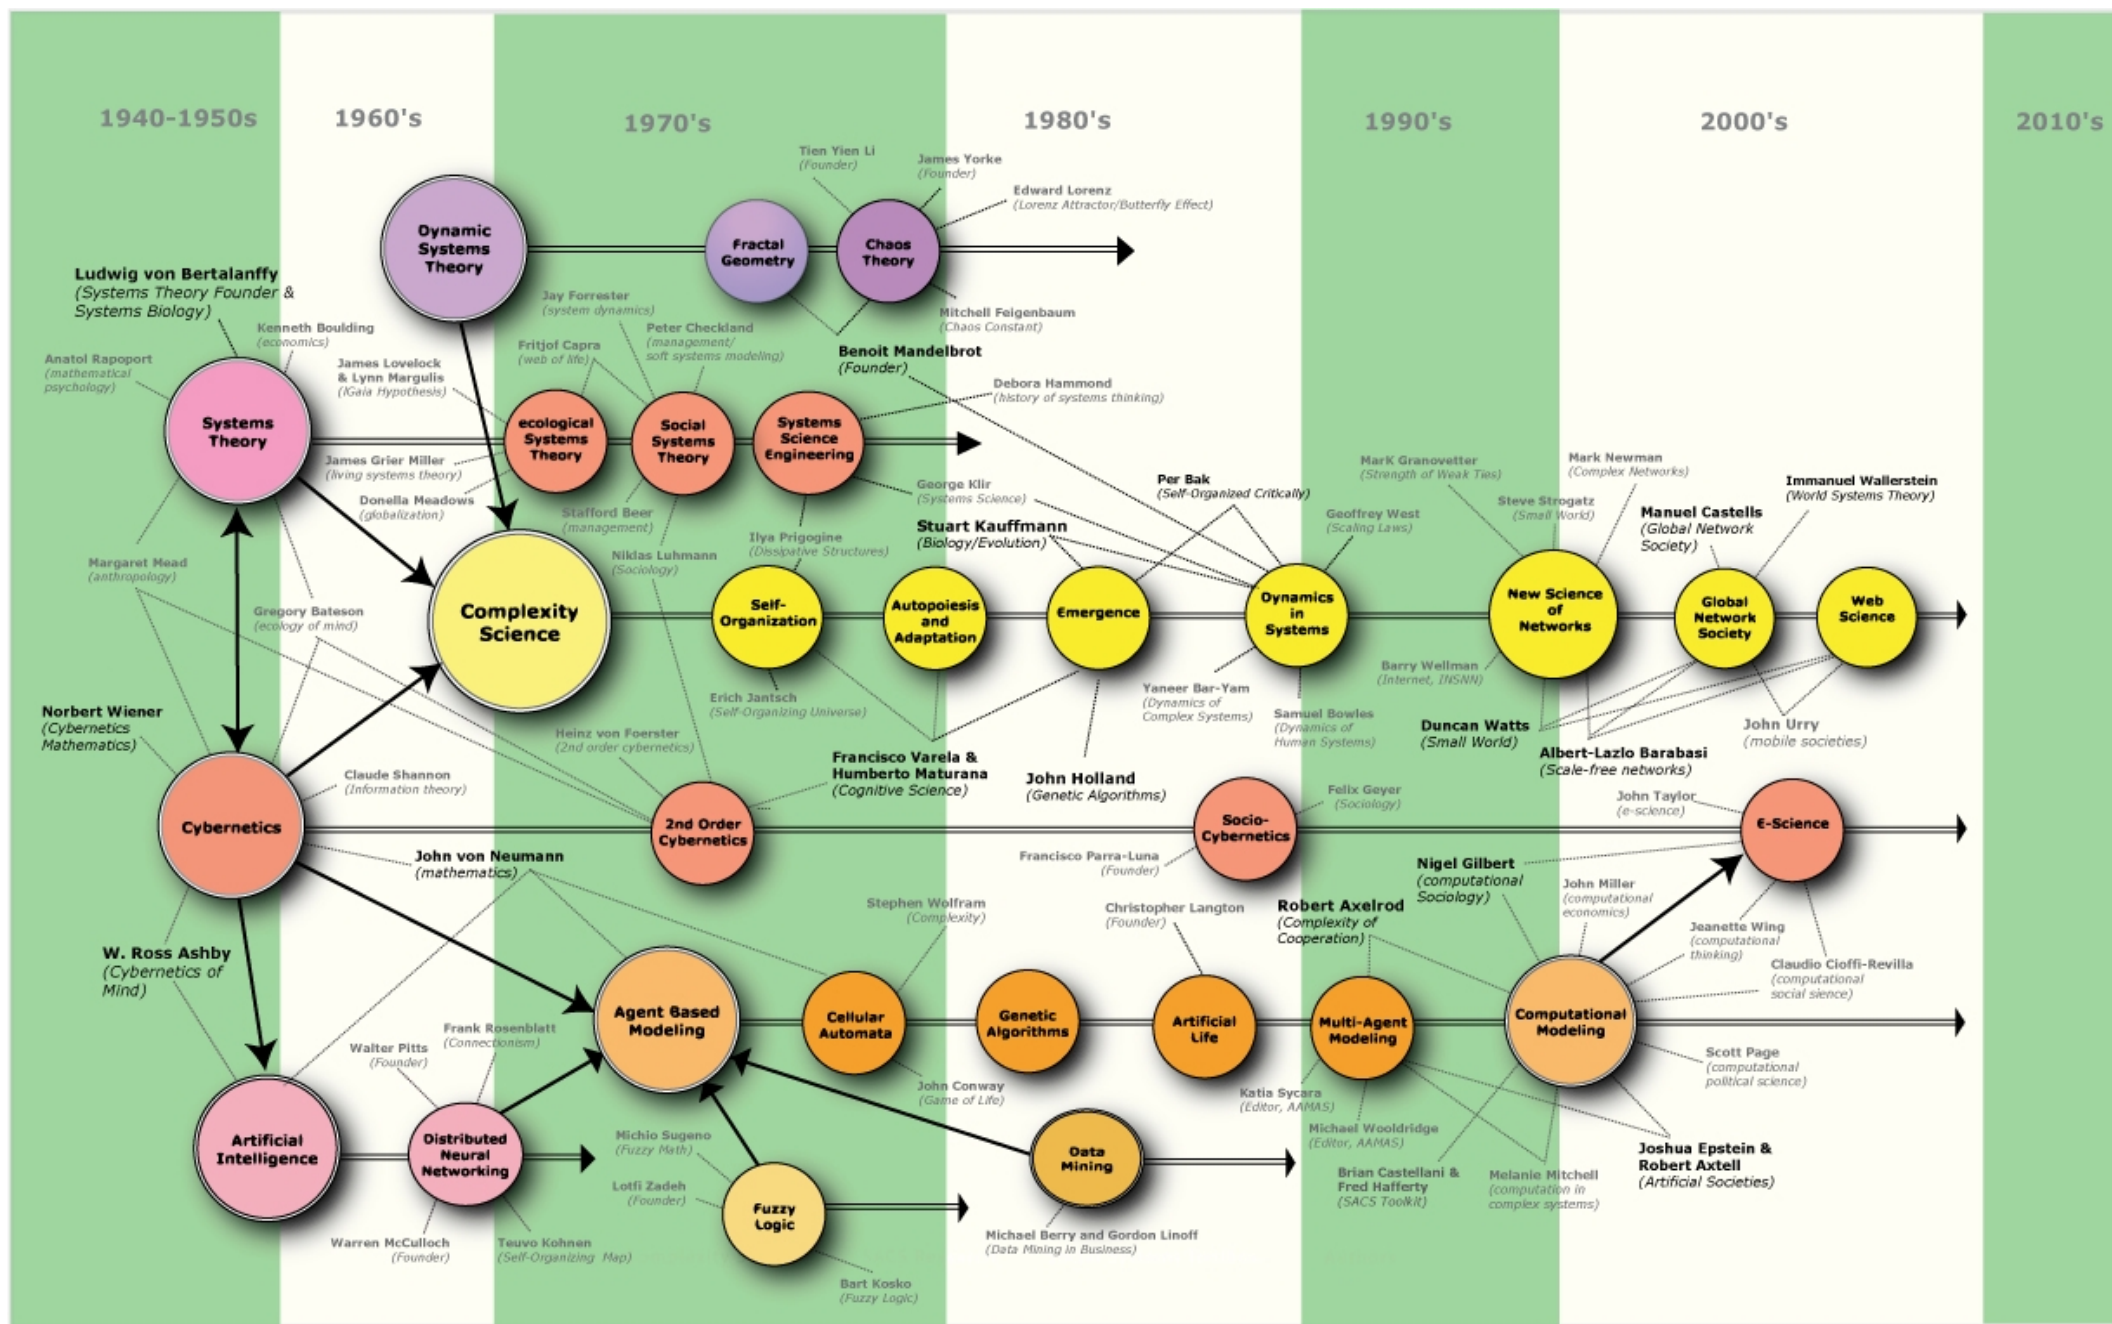 1940-1950s
1960's
1970's
1980's
1990's
2000's
2010's
Tien Yien Li
(Founder)
James Yorke
(Founder)
Edward Lorenz
(Lorenz Attractor/Butterfly Effect)
Dynamic
Systems
Theory
Fractal
Geometry
Chaos
Theory
Ludwig von Bertalanffy
(Systems Theory Founder &
Systems Biology)
Kenneth Boulding
(economics)
Jay Forrester
(system dynamics)
Mitchell Feigenbaum
(Chaos Constant)
Anatol Rapoport
(mathematical
psychology)
James Lovelock
& Lynn Margulis
(IGaia Hypothesis)
Fritjof Capra
(web of life)
Peter Checkland
(management/
soft systems modeling)
Benoit Mandelbrot
(Founder)
Debora Hammond
(history of systems thinking)
Systems
Theory
ecological
Systems
Theory
Social
Systems
Theory
Systems
Science
Engineering
James Grier Miller
(living systems theory)
Donella Meadows
(globalization)
Stafford Beer
(management)
George Klir
(Systems Science)
Per Bak
(Self-Organized Critically)
MarK Granovetter
(Strength of Weak Ties)
Mark Newman
(Complex Networks)
Steve Strogatz
(Small World)
Immanuel Wallerstein
(World Systems Theory)
Manuel Castells
(Global Network
Society)
Geoffrey West
(Scaling Laws)
Stuart Kauffmann
(Biology/Evolution)
Ilya Prigogine
(Dissipative Structures)
Niklas Luhmann
(Sociology)
Margaret Mead
(anthropology)
Gregory Bateson
(ecology of mind)
Complexity
Science
Self-
Organization
Autopoiesis
and
Adaptation
Emergence
Dynamics
in
Systems
New Science
of
Networks
Global
Network
Society
Web
Science
Barry Wellman
(Internet, INSNN)
Erich Jantsch
(Self-Organizing Universe)
Yaneer Bar-Yam
(Dynamics of
Complex Systems)
Samuel Bowles
(Dynamics of
Human Systems)
Duncan Watts
(Small World)
John Urry
(mobile societies)
Albert-Lazlo Barabasi
(Scale-free networks)
Norbert Wiener
(Cybernetics
Mathematics)
Heinz von Foerster
(2nd order cybernetics)
Francisco Varela &
Humberto Maturana
(Cognitive Science)
John Holland
(Genetic Algorithms)
Claude Shannon
(Information theory)
Felix Geyer
(Sociology)
John Taylor
(e-science)
Cybernetics
2nd Order
Cybernetics
Socio-
Cybernetics
E-Science
John von Neumann
(mathematics)
Francisco Parra-Luna
(Founder)
Nigel Gilbert
(computational
Sociology)
John Miller
(computational
economics)
Stephen Wolfram
(Complexity)
Christopher Langton
(Founder)
Robert Axelrod
(Complexity of
Cooperation)
Jeanette Wing
(computational
thinking)
W. Ross Ashby
(Cybernetics of
Mind)
Claudio Cioffi-Revilla
(computational
social sience)
Agent Based
Modeling
Cellular
Automata
Genetic
Algorithms
Artificial
Life
Multi-Agent
Modeling
Computational
Modeling
Frank Rosenblatt
(Connectionism)
Walter Pitts
(Founder)
Scott Page
(computational
political science)
John Conway
(Game of Life)
Katia Sycara
(Editor, AAMAS)
Michael Wooldridge
(Editor, AAMAS)
Artificial
Intelligence
Distributed
Neural
Networking
Michio Sugeno
(Fuzzy Math)
Data
Mining
Joshua Epstein &
Robert Axtell
(Artificial Societies)
Brian Castellani &
Fred Hafferty
(SACS Toolkit)
Melanie Mitchell
(computation in
complex systems)
Lotfi Zadeh
(Founder)
Fuzzy
Logic
Warren McCulloch
(Founder)
Teuvo Kohnen
(Self-Organizing Map)
Michael Berry and Gordon Linoff
(Data Mining in Business)
Bart Kosko
(Fuzzy Logic)